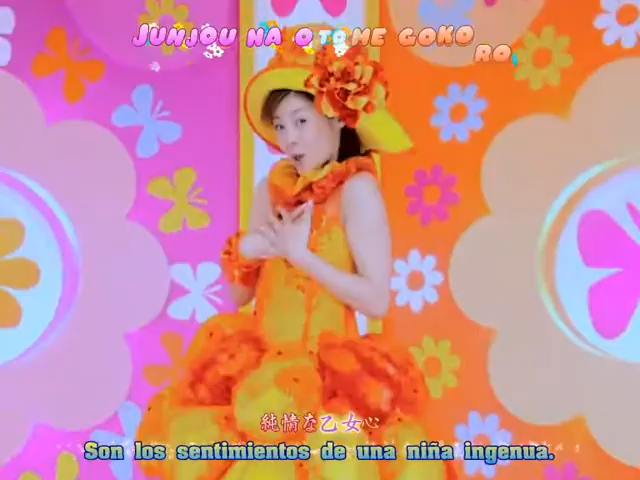 JUNJOU NA OTOME GOKORO
純情な乙女心
Son los sentimientos de una niña ingenua.